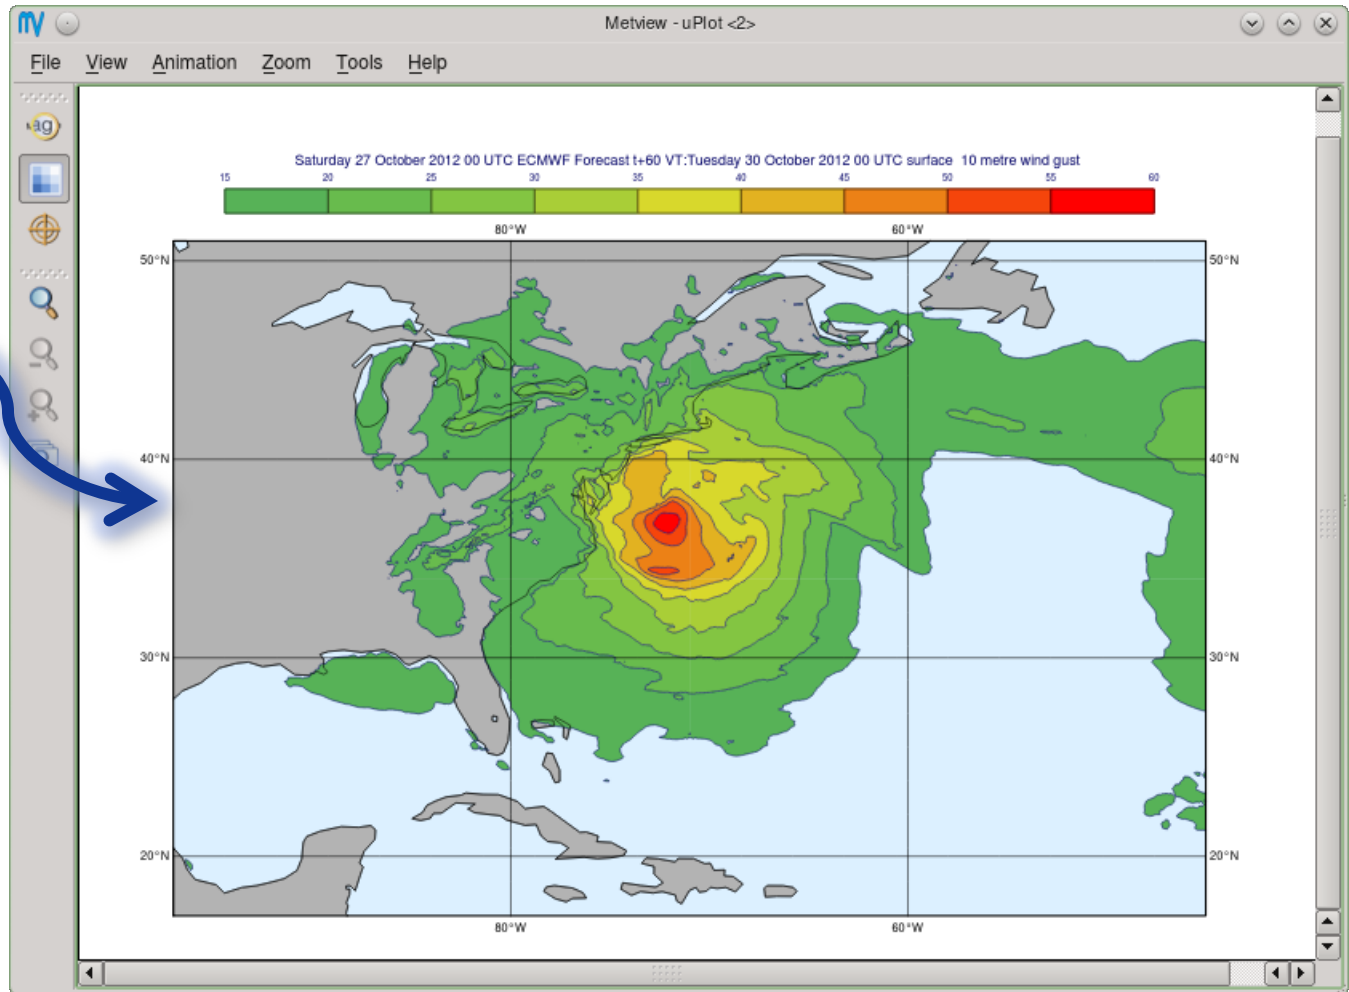 Metview - uPlot <2>
File View Animation Zoom Tools Help
ag
Saturday 27 October 2012 00 UTC ECMWF Forecast t+60 VT:Tuesday 30 October 2012 00 UTC surface 10 metre wind gust
15 20 25 30 35 40 45 50 55 60
80°W 60°W
50°N 50°N
40°N 40°N
30°N 30°N
20°N 20°N
80°W 60°W